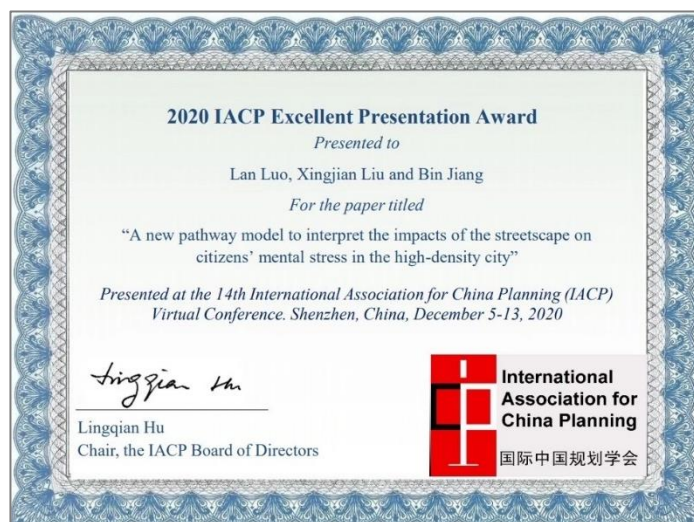 2020 IACP Excellent Presentation Award
Presented to
Lan Luo, Xingjian Liu and Bin Jiang
For the paper titled
“A new pathway model to interpret the impacts of the streetscape on
citizens’ mental stress in the high-density city”
Presented at the 14th International Association for China Planning (IACP)
Virtual Conference. Shenzhen, China, December 5-13, 2020
Lingqian Hu
Lingqian Hu
Chair, the IACP Board of Directors
International
Association for
China Planning
国际中国规划学会